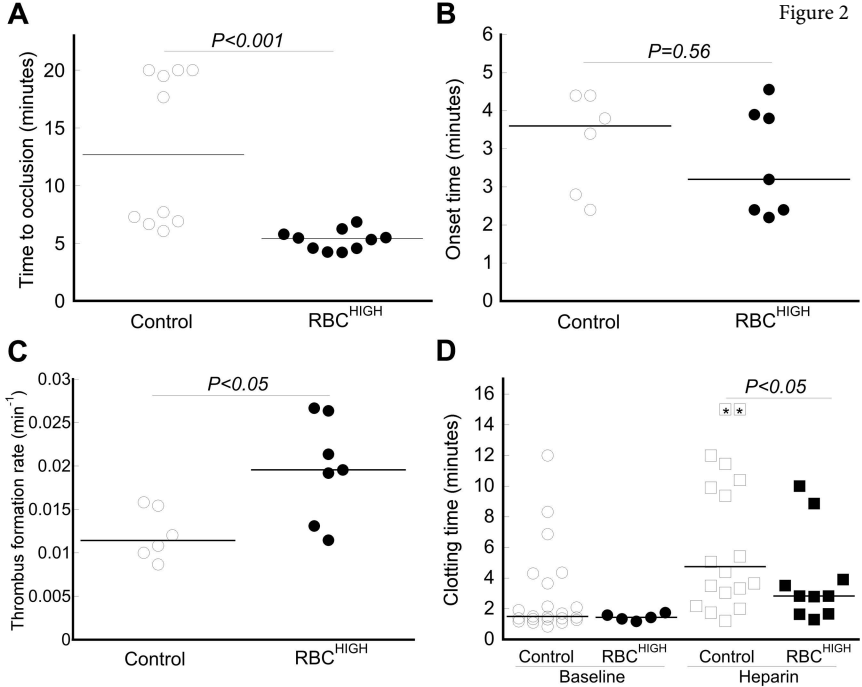 Figure 2
A
P<0.001
Time to occlusion (minutes)
20
15
10
5
0
Control
RBC^HIGH
B
P=0.56
Onset time (minutes)
6
5
4
3
3
2
1
0
Control
RBC^HIGH
C
P<0.05
Thrombus formation rate (min^-1)
0.03
0.025
0.02
0.015
0.01
0.005
0
Control
RBC^HIGH
D
P<0.05
* *
Clotting time (minutes)
16
14
12
10
8
6
4
2
0
Control RBC^HIGH Control RBC^HIGH
Baseline Heparin